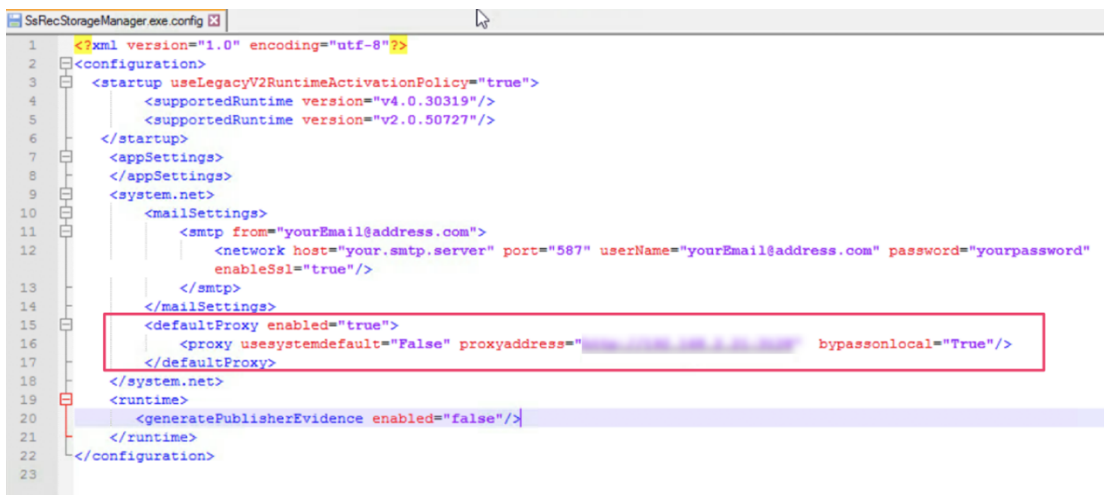 SsRecStorageManager.exe.config
1 <?xml version="1.0" encoding="utf-8"?>
2 <configuration>
3 <startup useLegacyV2RuntimeActivationPolicy="true">
4 <supportedRuntime version="v4.0.30319"/>
5 <supportedRuntime version="v2.0.50727"/>
6 </startup>
7 <appSettings>
8 </appSettings>
9 <system.net>
10 <mailSettings>
11 <smtp from="yourEmail@address.com">
12 <network host="your.smtp.server" port="587" userName="yourEmail@address.com" password="yourpassword"
enableSsl="true"/>
13 </smtp>
14 </mailSettings>
15 <defaultProxy enabled="true">
16 <proxy usesystemdefault="False" proxyaddress=" " bypassonlocal="True"/>
17 </defaultProxy>
18 </system.net>
19 <runtime>
20 <generatePublisherEvidence enabled="false"/>
21 </runtime>
22 </configuration>
23